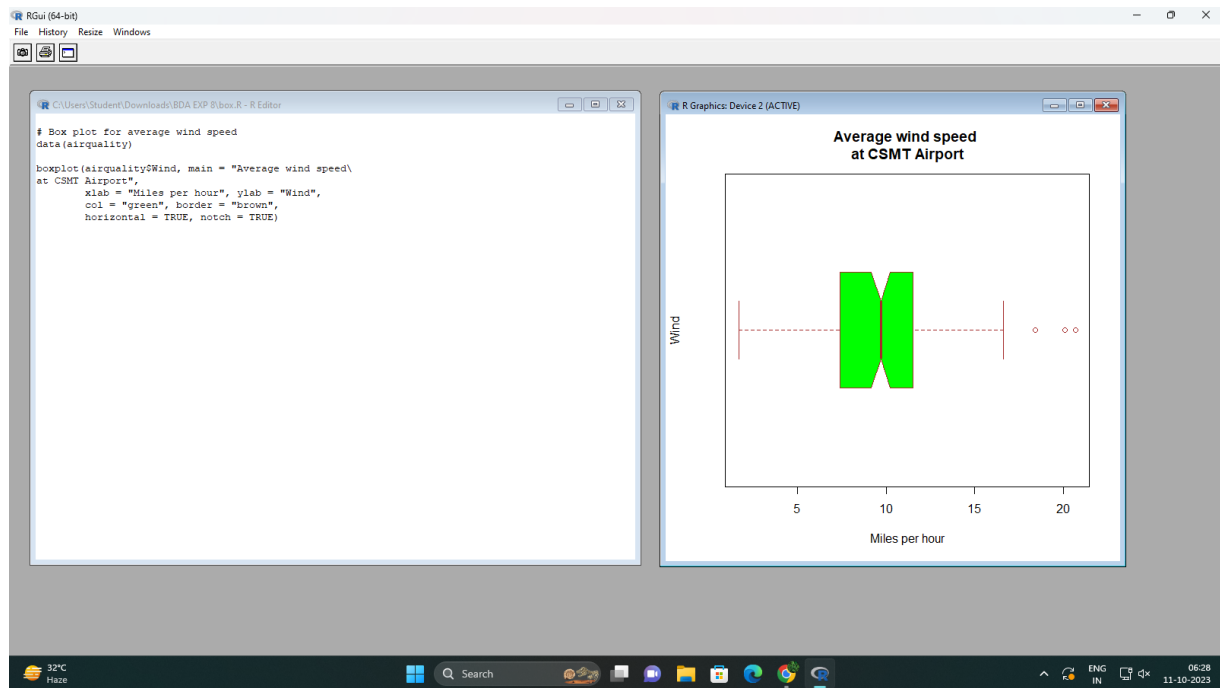 RGui (64-bit)
File History Resize Windows
C:\Users\Student\Downloads\BDA EXP 8\box.R - R Editor
# Box plot for average wind speed
data(airquality)
boxplot(airquality$Wind, main = "Average wind speed\
at CSMT Airport",
        xlab = "Miles per hour", ylab = "Wind",
        col = "green", border = "brown",
        horizontal = TRUE, notch = TRUE)
R Graphics: Device 2 (ACTIVE)
Average wind speed
at CSMT Airport
Wind
5 10 15 20
Miles per hour
32°C
Haze
Search
ENG
IN
06:28
11-10-2023